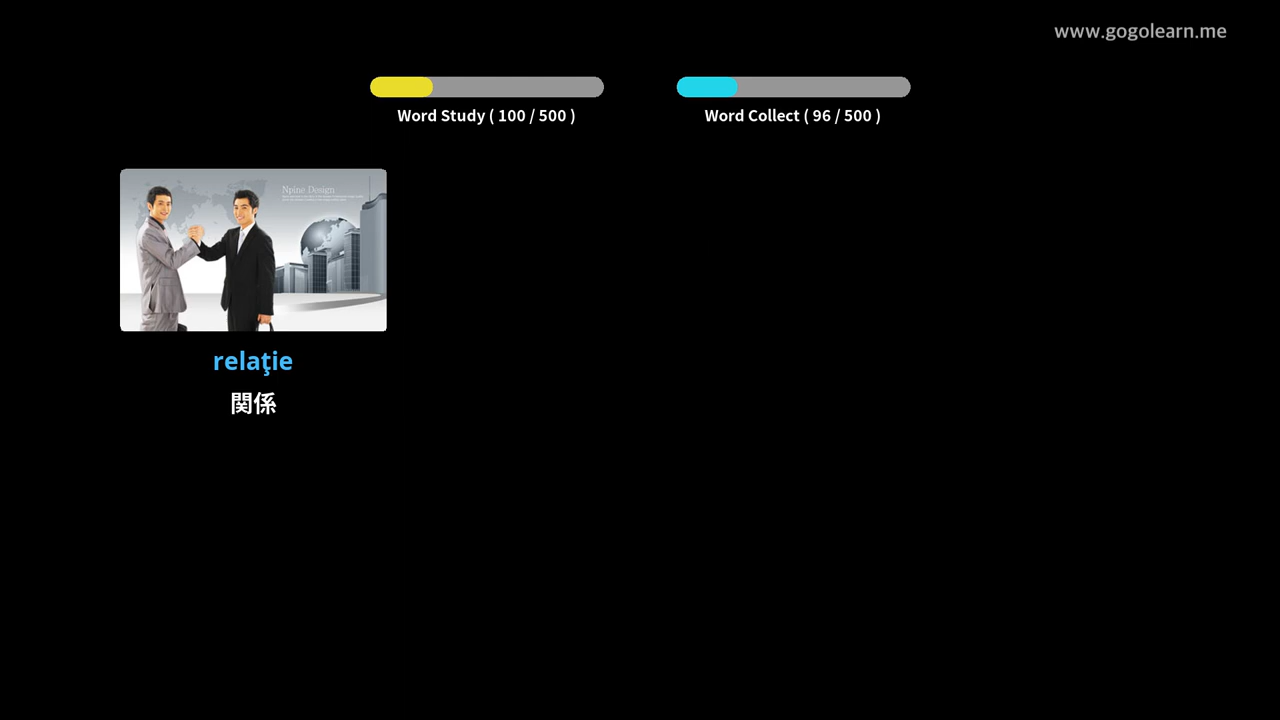 www.gogolearn.me
Word Study ( 100 / 500 )
Word Collect ( 96 / 500 )
Npine Design
relaţie
関係